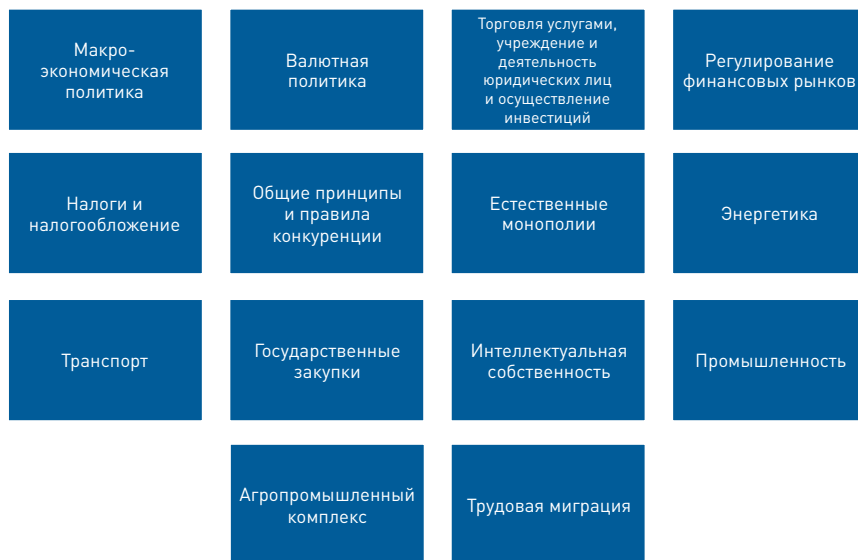 Макро-
экономическая
политика
Валютная
политика
Торговля услугами,
учреждение и
деятельность
юридических лиц
и осуществление
инвестиций
Регулирование
финансовых рынков
Налоги и
налогообложение
Общие принципы
и правила
конкуренции
Естественные
монополии
Энергетика
Транспорт
Государственные
закупки
Интеллектуальная
собственность
Промышленность
Агропромышленный
комплекс
Трудовая миграция